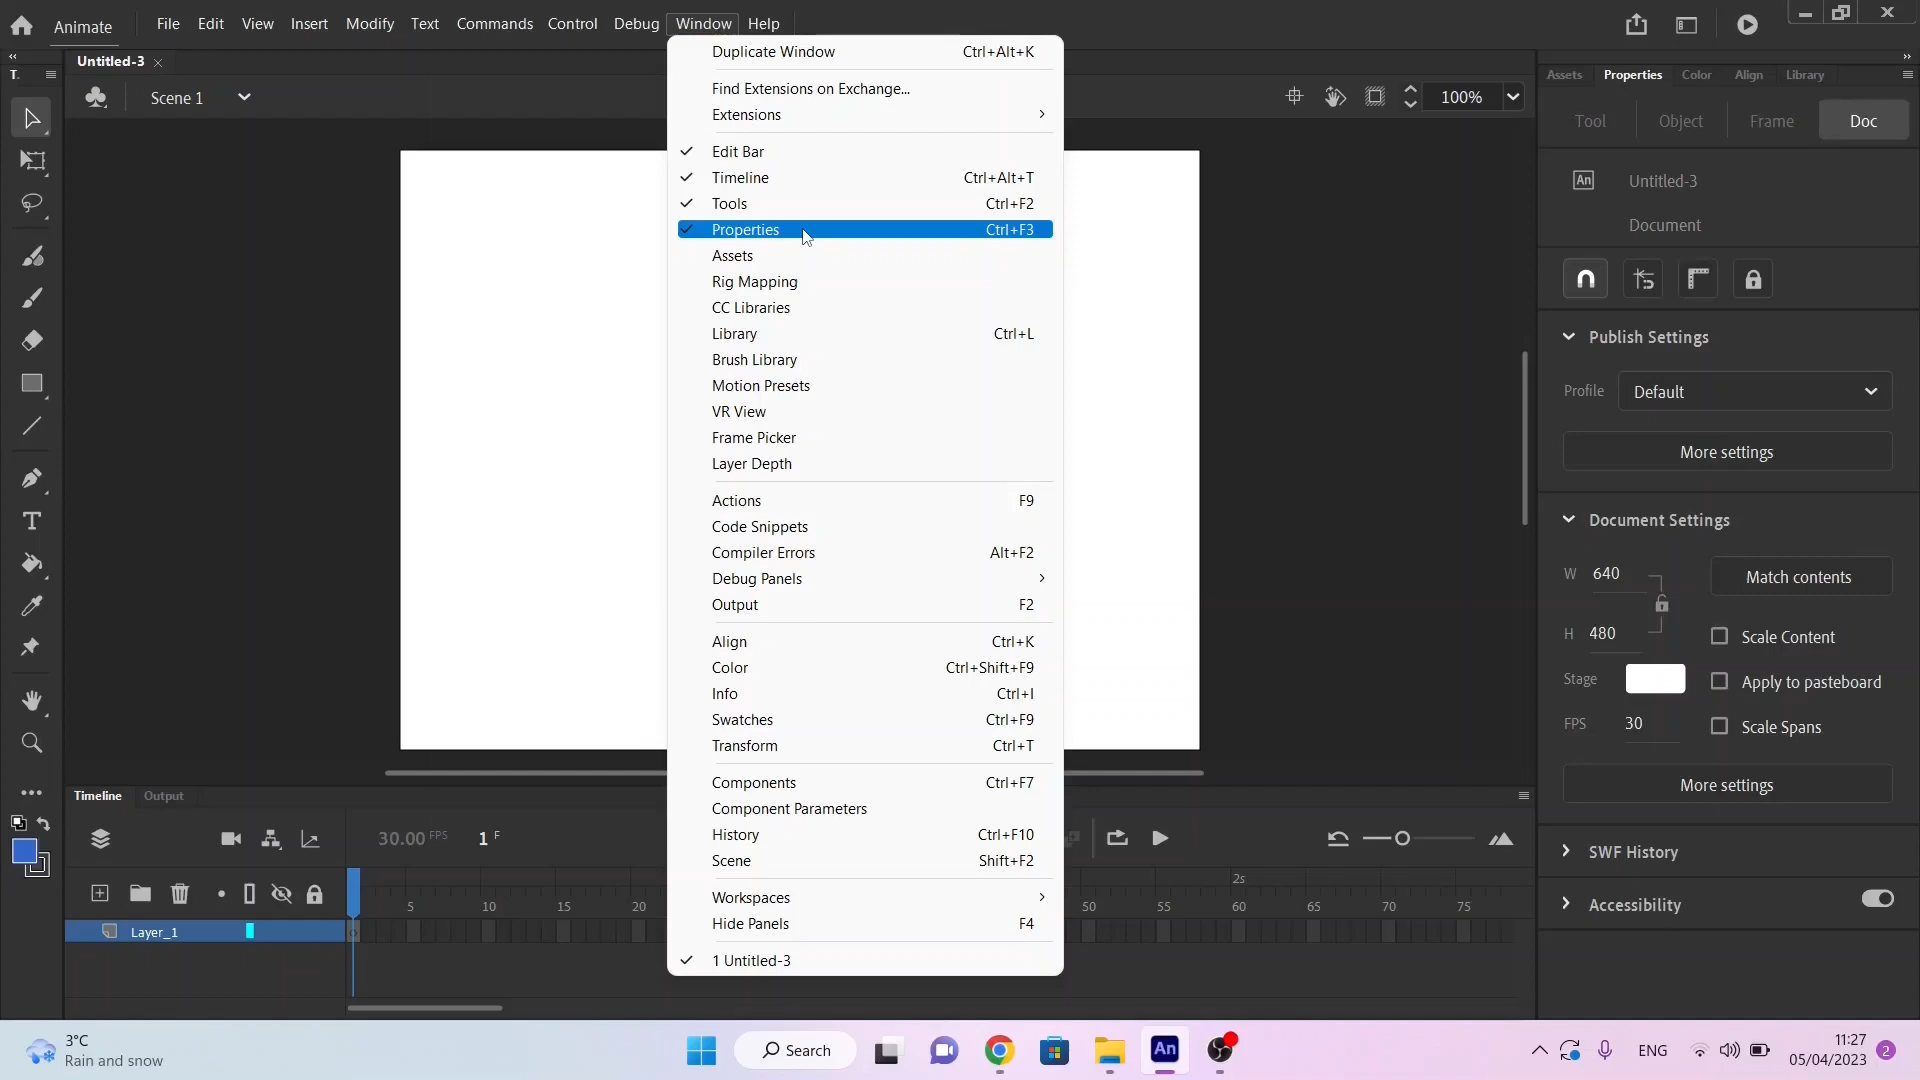 Animate File Edit View Insert Modify Text Commands Control Debug Window Help
Untitled-3
T.
Scene 1
100%
Duplicate Window Ctrl+Alt+K
Find Extensions on Exchange...
Extensions
Edit Bar
Timeline Ctrl+Alt+T
Tools Ctrl+F2
Properties Ctrl+F3
Assets
Rig Mapping
CC Libraries
Library Ctrl+L
Brush Library
Motion Presets
VR View
Frame Picker
Layer Depth
Actions F9
Code Snippets
Compiler Errors Alt+F2
Debug Panels
Output F2
Align Ctrl+K
Color Ctrl+Shift+F9
Info Ctrl+I
Swatches Ctrl+F9
Transform Ctrl+T
Components Ctrl+F7
Component Parameters
History Ctrl+F10
Scene Shift+F2
Workspaces
Hide Panels F4
1 Untitled-3
Assets Properties Color Align Library
Tool Object Frame Doc
An Untitled-3
Document
Publish Settings
Profile Default
More settings
Document Settings
W 640 Match contents
H 480 Scale Content
Stage Apply to pasteboard
FPS 30 Scale Spans
More settings
SWF History
Accessibility
Timeline Output
30.00 FPS 1 F
2s
5 10 15 20 50 55 60 65 70 75
Layer_1
3°C
Rain and snow
Search
An
ENG
11:27
05/04/2023
2